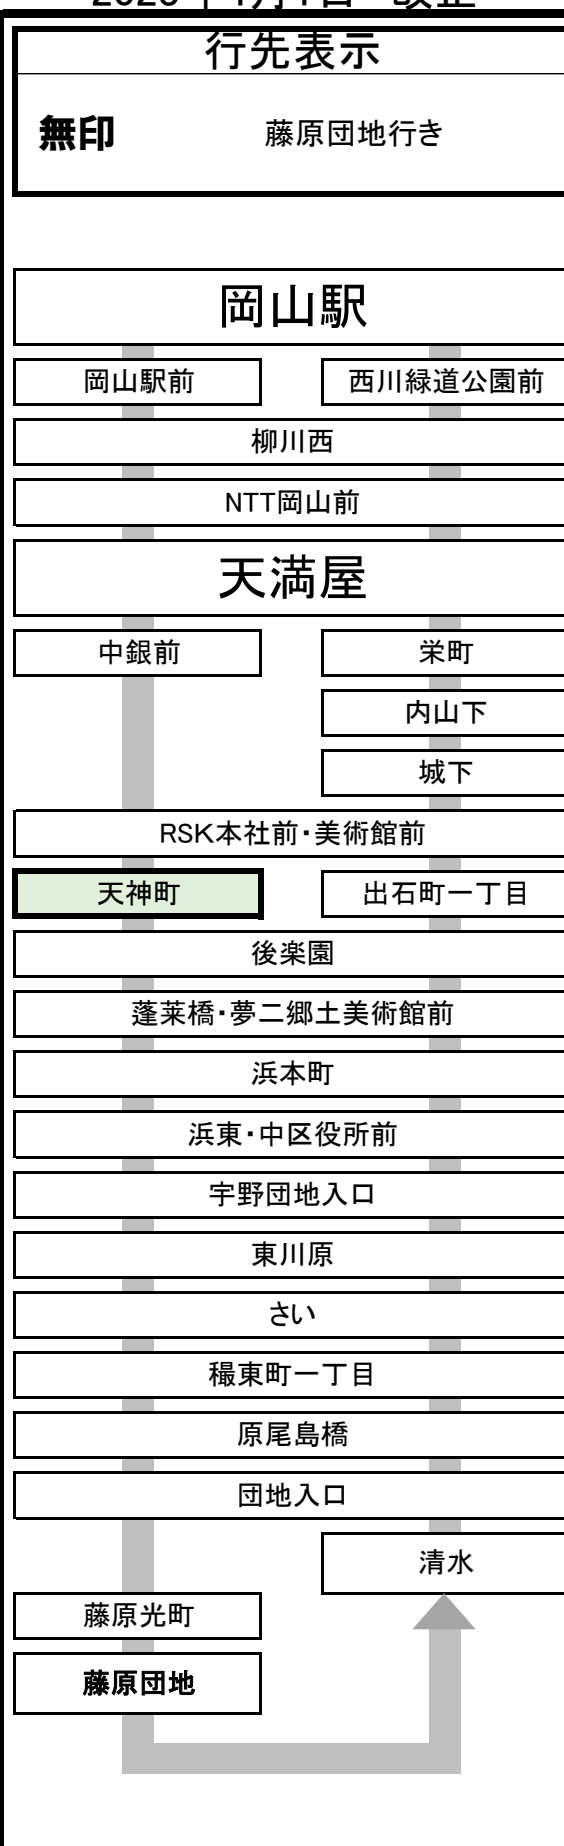 行先表示
無印 藤原団地行き
岡山駅
岡山駅前 西川緑道公園前
柳川西
NTT岡山前
天満屋
中銀前 栄町
内山下
城下
RSK本社前・美術館前
天神町 出石町一丁目
後楽園
蓬莱橋・夢二郷土美術館前
浜本町
浜東・中区役所前
宇野団地入口
東川原
さい
穝東町一丁目
原尾島橋
団地入口
清水
藤原光町
藤原団地